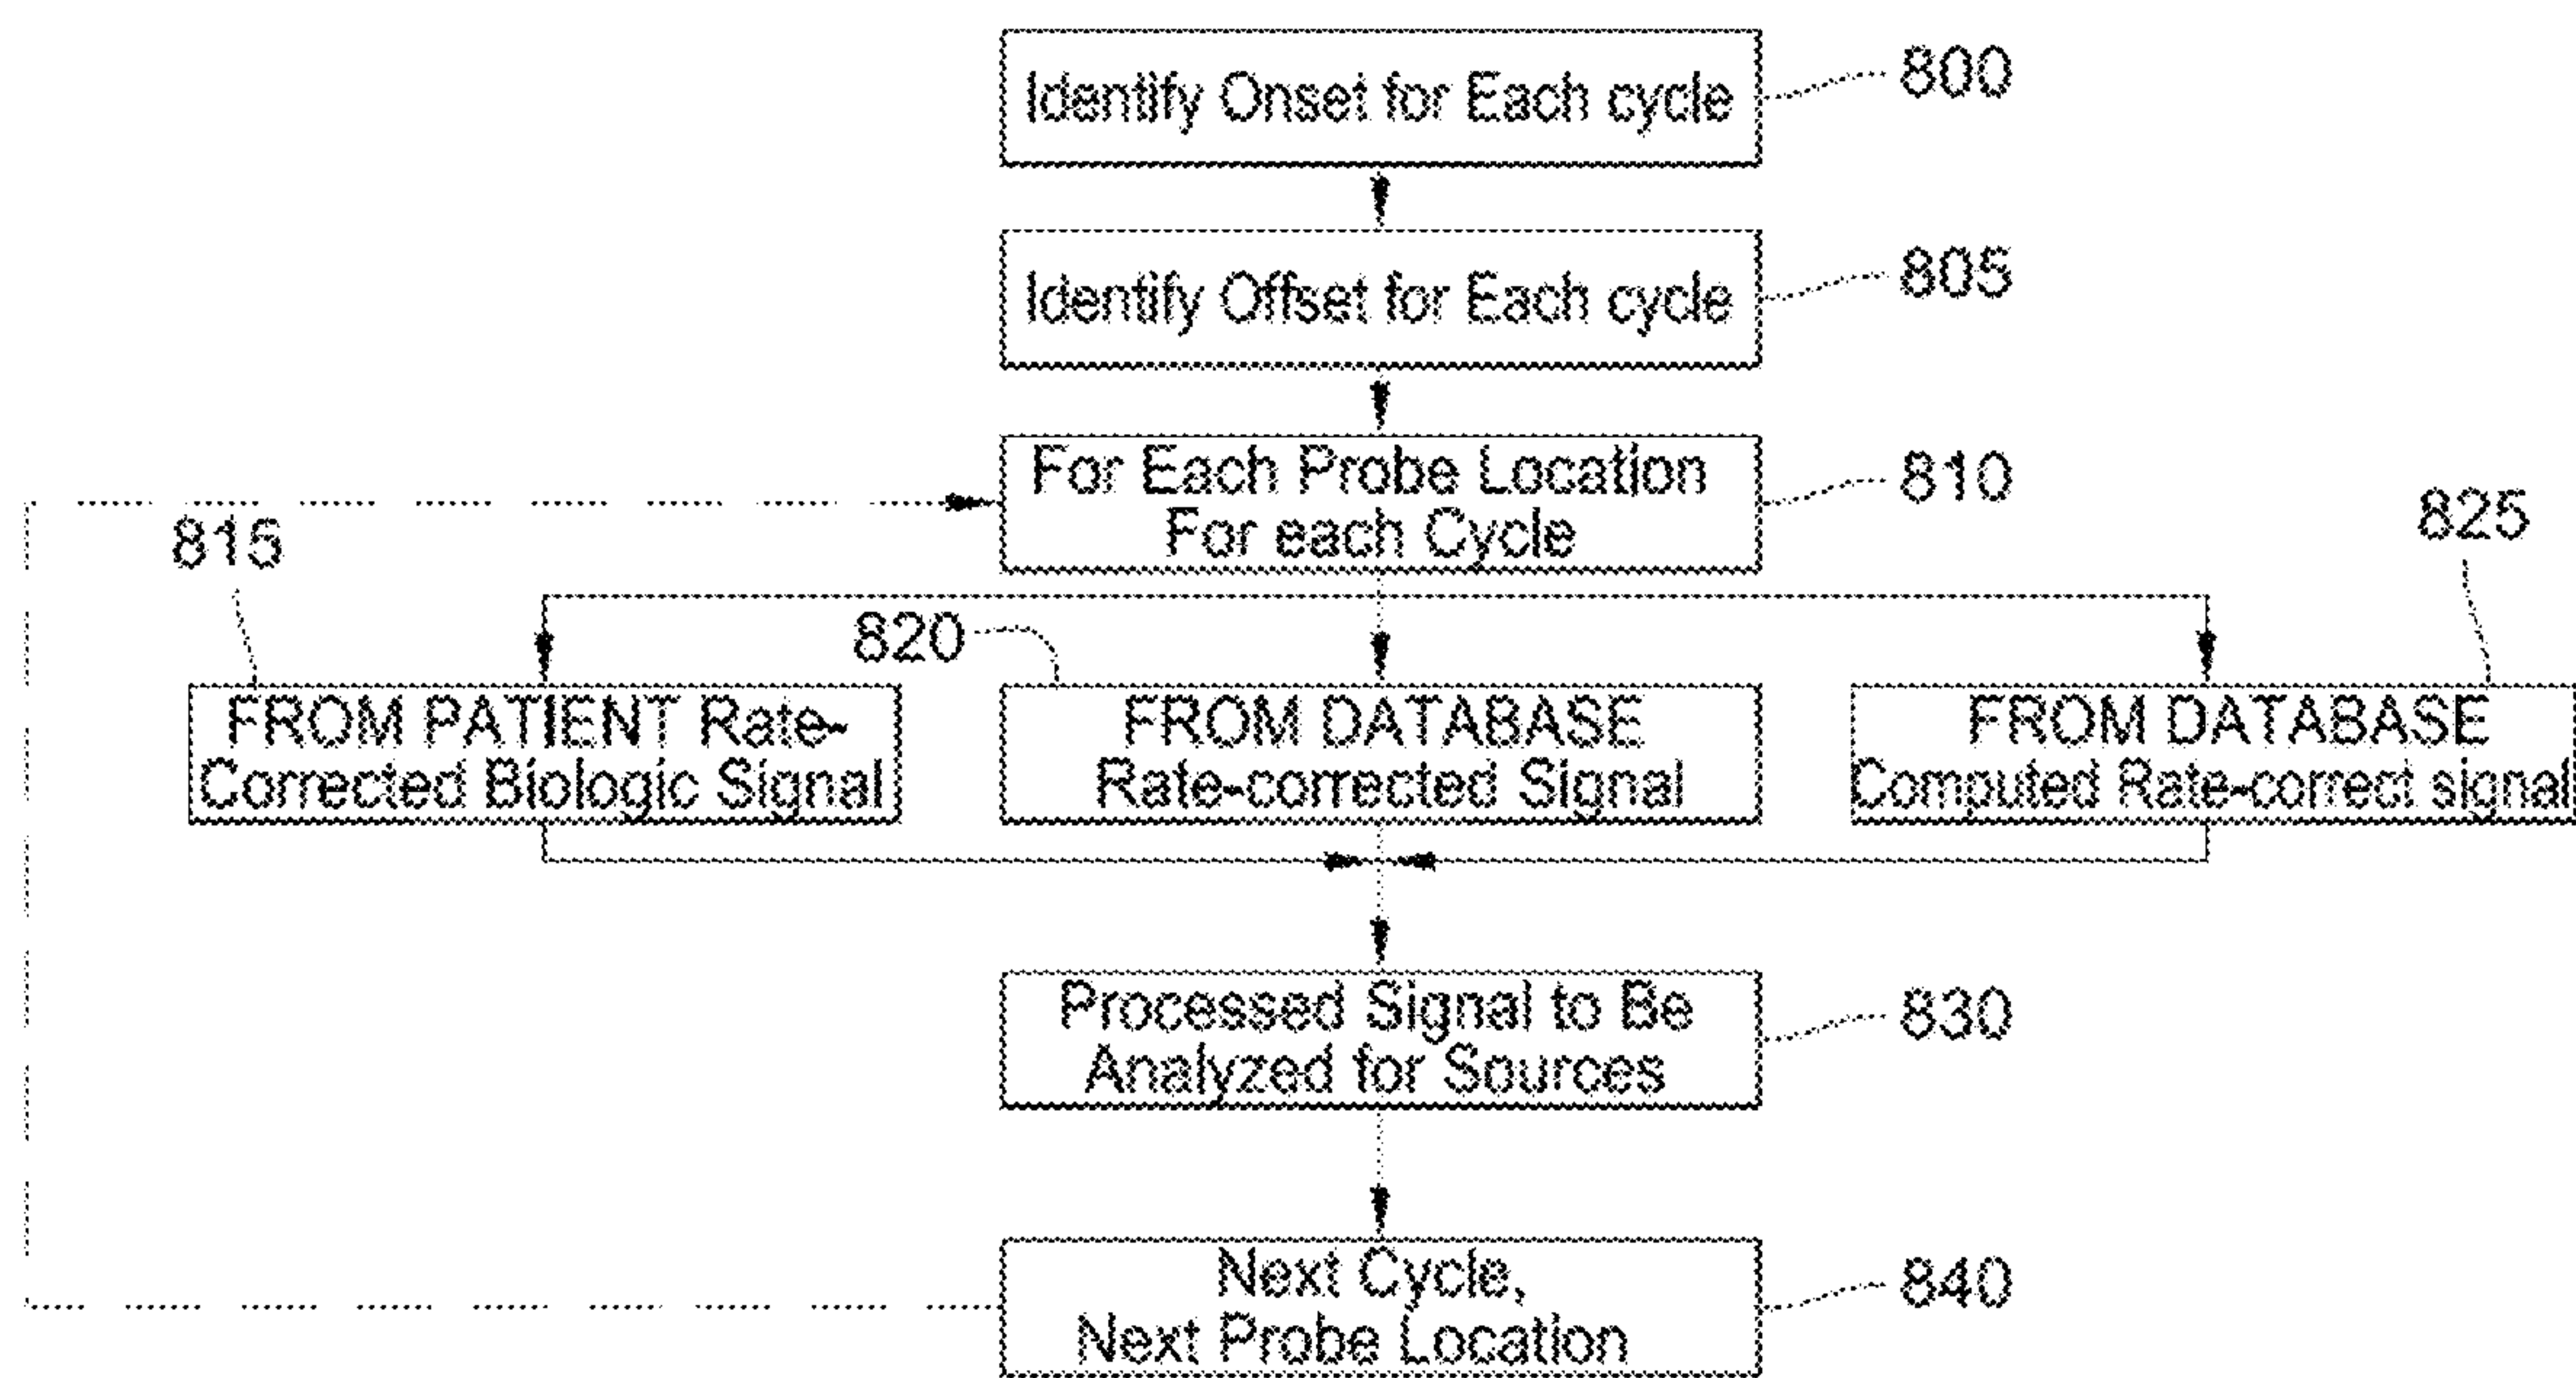 Identify Onset for Each cycle
800
Identify Offset for Each cycle
805
For Each Probe Location
For each Cycle
810
815
820
825
FROM PATIENT Rate-
Corrected Biologic Signal
FROM DATABASE
Rate-corrected Signal
FROM DATABASE
Computed Rate-correct signal
Processed Signal to Be
Analyzed for Sources
830
Next Cycle,
Next Probe Location
840